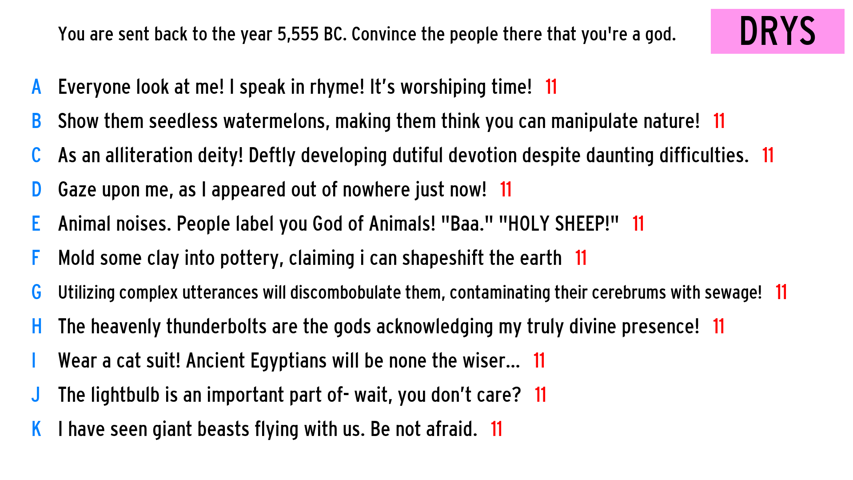 You are sent back to the year 5,555 BC. Convince the people there that you're a god.
DRYS
A Everyone look at me! I speak in rhyme! It's worshiping time! 11
B Show them seedless watermelons, making them think you can manipulate nature! 11
C As an alliteration deity! Deftly developing dutiful devotion despite daunting difficulties. 11
D Gaze upon me, as I appeared out of nowhere just now! 11
E Animal noises. People label you God of Animals! "Baa." "HOLY SHEEP!" 11
F Mold some clay into pottery, claiming i can shapeshift the earth 11
G Utilizing complex utterances will discombobulate them, contaminating their cerebrums with sewage! 11
H The heavenly thunderbolts are the gods acknowledging my truly divine presence! 11
I Wear a cat suit! Ancient Egyptians will be none the wiser... 11
J The lightbulb is an important part of- wait, you don't care? 11
K I have seen giant beasts flying with us. Be not afraid. 11